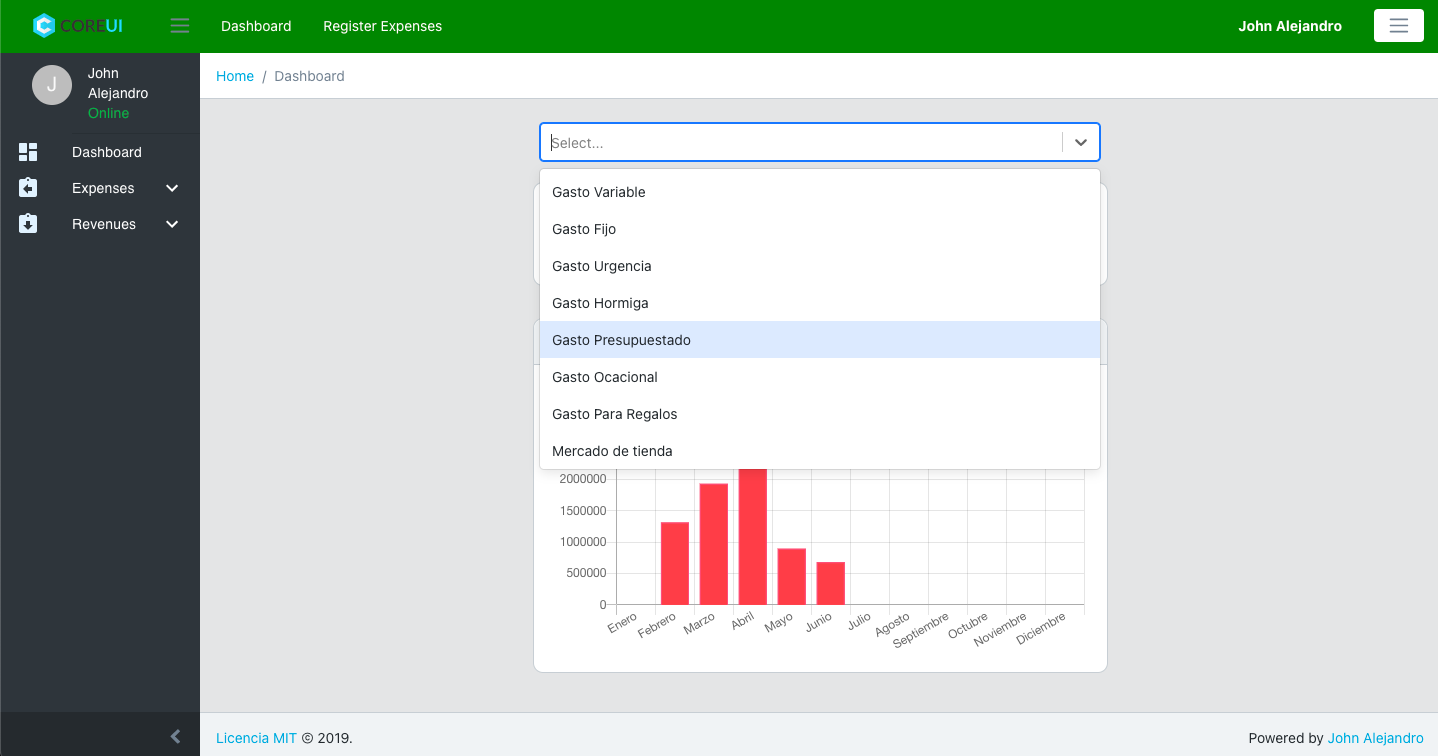 COREUI
Dashboard
Register Expenses
John Alejandro
J
John
Alejandro
Online
Dashboard
Expenses
Revenues
Home / Dashboard
Select...
Gasto Variable
Gasto Fijo
Gasto Urgencia
Gasto Hormiga
Gasto Presupuestado
Gasto Ocacional
Gasto Para Regalos
Mercado de tienda
2000000
1500000
1000000
500000
0
Enero
Febrero
Marzo
Abril
Mayo
Junio
Julio
Agosto
Septiembre
Octubre
Noviembre
Diciembre
Licencia MIT © 2019.
Powered by John Alejandro